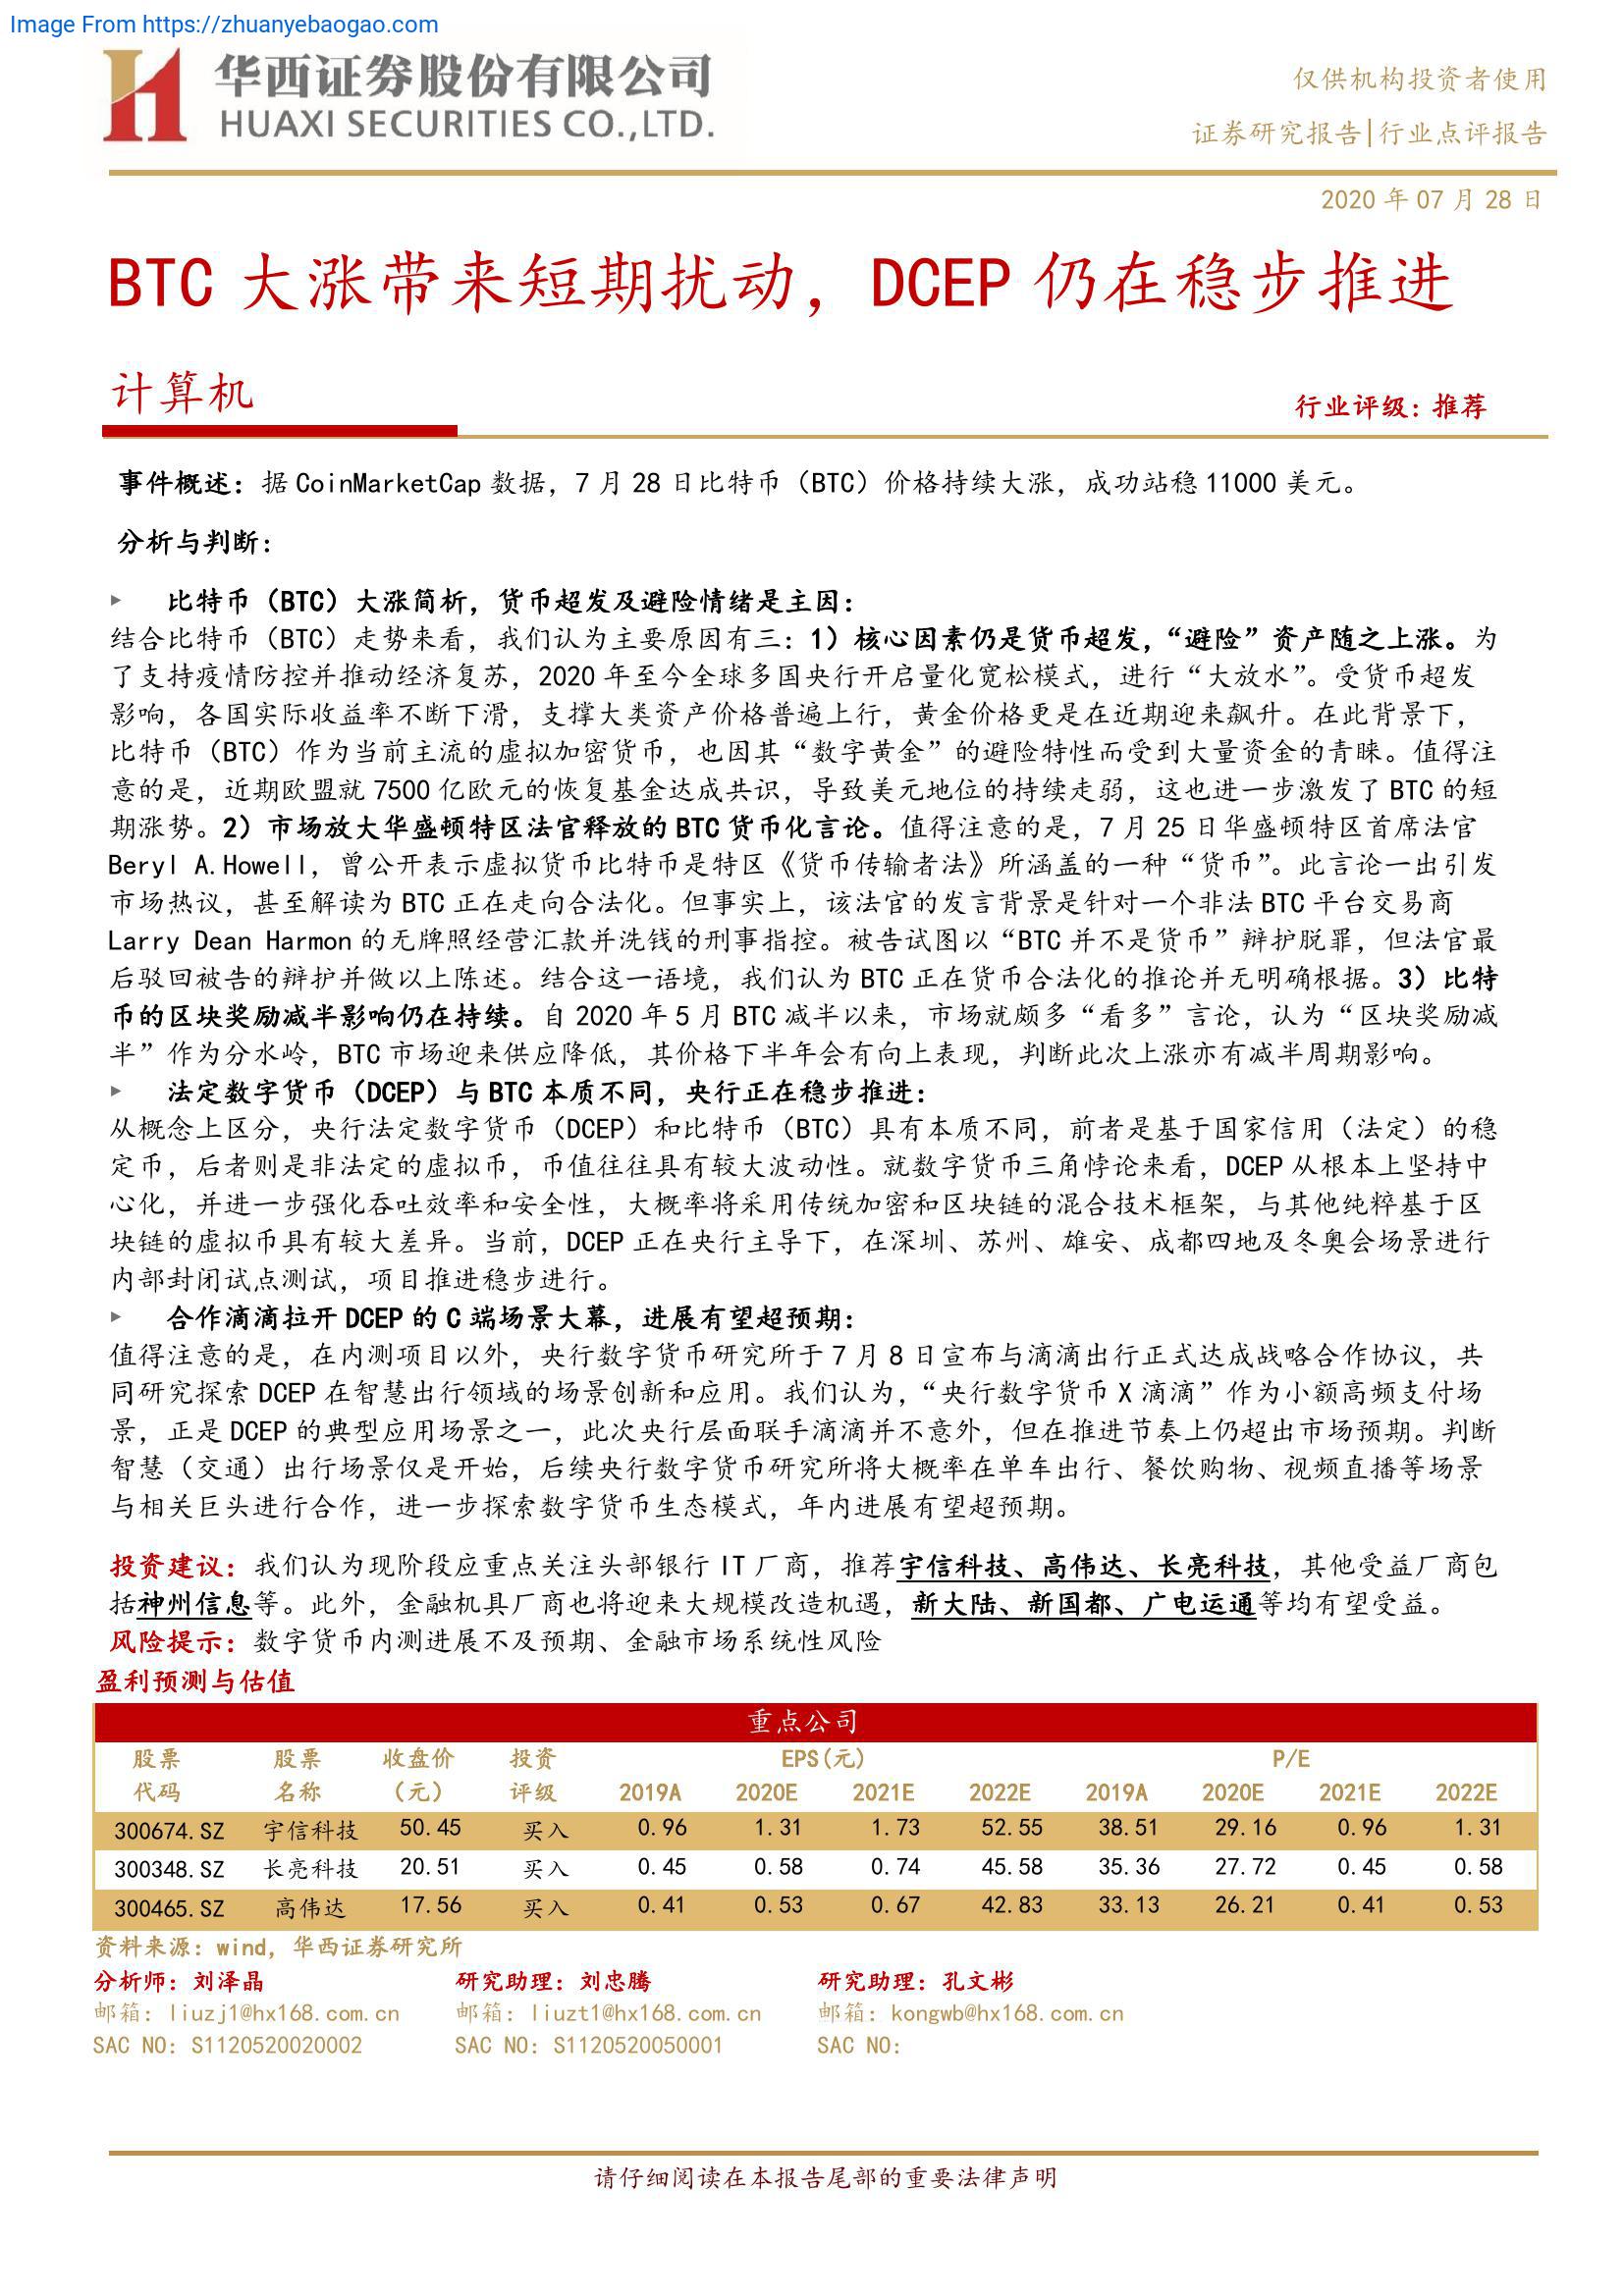 Image From https://zhuanyebaogao.com
华西证券股份有限公司
HUAXI SECURITIES CO.,LTD.
仅供机构投资者使用
证券研究报告|行业点评报告
2020 年 07 月 28 日
BTC 大涨带来短期扰动，DCEP 仍在稳步推进
计算机
行业评级：推荐
事件概述：据 CoinMarketCap 数据，7 月 28 日比特币（BTC）价格持续大涨，成功站稳 11000 美元。
分析与判断：
▸ 比特币（BTC）大涨简析，货币超发及避险情绪是主因：
结合比特币（BTC）走势来看，我们认为主要原因有三：1）核心因素仍是货币超发，“避险”资产随之上涨。为
了支持疫情防控并推动经济复苏，2020 年至今全球多国央行开启量化宽松模式，进行“大放水”。受货币超发
影响，各国实际收益率不断下滑，支撑大类资产价格普遍上行，黄金价格更是在近期迎来飙升。在此背景下，
比特币（BTC）作为当前主流的虚拟加密货币，也因其“数字黄金”的避险特性而受到大量资金的青睐。值得注
意的是，近期欧盟就 7500 亿欧元的恢复基金达成共识，导致美元地位的持续走弱，这也进一步激发了 BTC 的短
期涨势。2）市场放大华盛顿特区法官释放的 BTC 货币化言论。值得注意的是，7 月 25 日华盛顿特区首席法官
Beryl A.Howell，曾公开表示虚拟货币比特币是特区《货币传输者法》所涵盖的一种“货币”。此言论一出引发
市场热议，甚至解读为 BTC 正在走向合法化。但事实上，该法官的发言背景是针对一个非法 BTC 平台交易商
Larry Dean Harmon 的无牌照经营汇款并洗钱的刑事指控。被告试图以“BTC 并不是货币”辩护脱罪，但法官最
后驳回被告的辩护并做以上陈述。结合这一语境，我们认为 BTC 正在货币合法化的推论并无明确根据。3）比特
币的区块奖励减半影响仍在持续。自 2020 年 5 月 BTC 减半以来，市场就颇多“看多”言论，认为“区块奖励减
半”作为分水岭，BTC 市场迎来供应降低，其价格下半年会有向上表现，判断此次上涨亦有减半周期影响。
▸ 法定数字货币（DCEP）与 BTC 本质不同，央行正在稳步推进：
从概念上区分，央行法定数字货币（DCEP）和比特币（BTC）具有本质不同，前者是基于国家信用（法定）的稳
定币，后者则是非法定的虚拟币，币值往往具有较大波动性。就数字货币三角悖论来看，DCEP 从根本上坚持中
心化，并进一步强化吞吐效率和安全性，大概率将采用传统加密和区块链的混合技术框架，与其他纯粹基于区
块链的虚拟币具有较大差异。当前，DCEP 正在央行主导下，在深圳、苏州、雄安、成都四地及冬奥会场景进行
内部封闭试点测试，项目推进稳步进行。
▸ 合作滴滴拉开 DCEP 的 C 端场景大幕，进展有望超预期：
值得注意的是，在内测项目以外，央行数字货币研究所于 7 月 8 日宣布与滴滴出行正式达成战略合作协议，共
同研究探索 DCEP 在智慧出行领域的场景创新和应用。我们认为，“央行数字货币 X 滴滴”作为小额高频支付场
景，正是 DCEP 的典型应用场景之一，此次央行层面联手滴滴并不意外，但在推进节奏上仍超出市场预期。判断
智慧（交通）出行场景仅是开始，后续央行数字货币研究所将大概率在单车出行、餐饮购物、视频直播等场景
与相关巨头进行合作，进一步探索数字货币生态模式，年内进展有望超预期。
投资建议：我们认为现阶段应重点关注头部银行 IT 厂商，推荐宇信科技、高伟达、长亮科技，其他受益厂商包
括神州信息等。此外，金融机具厂商也将迎来大规模改造机遇，新大陆、新国都、广电运通等均有望受益。
风险提示：数字货币内测进展不及预期、金融市场系统性风险
盈利预测与估值
重点公司
股票 股票 收盘价 投资 EPS(元) P/E
代码 名称 （元） 评级 2019A 2020E 2021E 2022E 2019A 2020E 2021E 2022E
300674.SZ 宇信科技 50.45 买入 0.96 1.31 1.73 52.55 38.51 29.16 0.96 1.31
300348.SZ 长亮科技 20.51 买入 0.45 0.58 0.74 45.58 35.36 27.72 0.45 0.58
300465.SZ 高伟达 17.56 买入 0.41 0.53 0.67 42.83 33.13 26.21 0.41 0.53
资料来源：wind，华西证券研究所
分析师：刘泽晶 研究助理：刘忠腾 研究助理：孔文彬
邮箱：liuzj1@hx168.com.cn 邮箱：liuzt1@hx168.com.cn 邮箱：kongwb@hx168.com.cn
SAC NO：S1120520020002 SAC NO：S1120520050001 SAC NO：
请仔细阅读在本报告尾部的重要法律声明